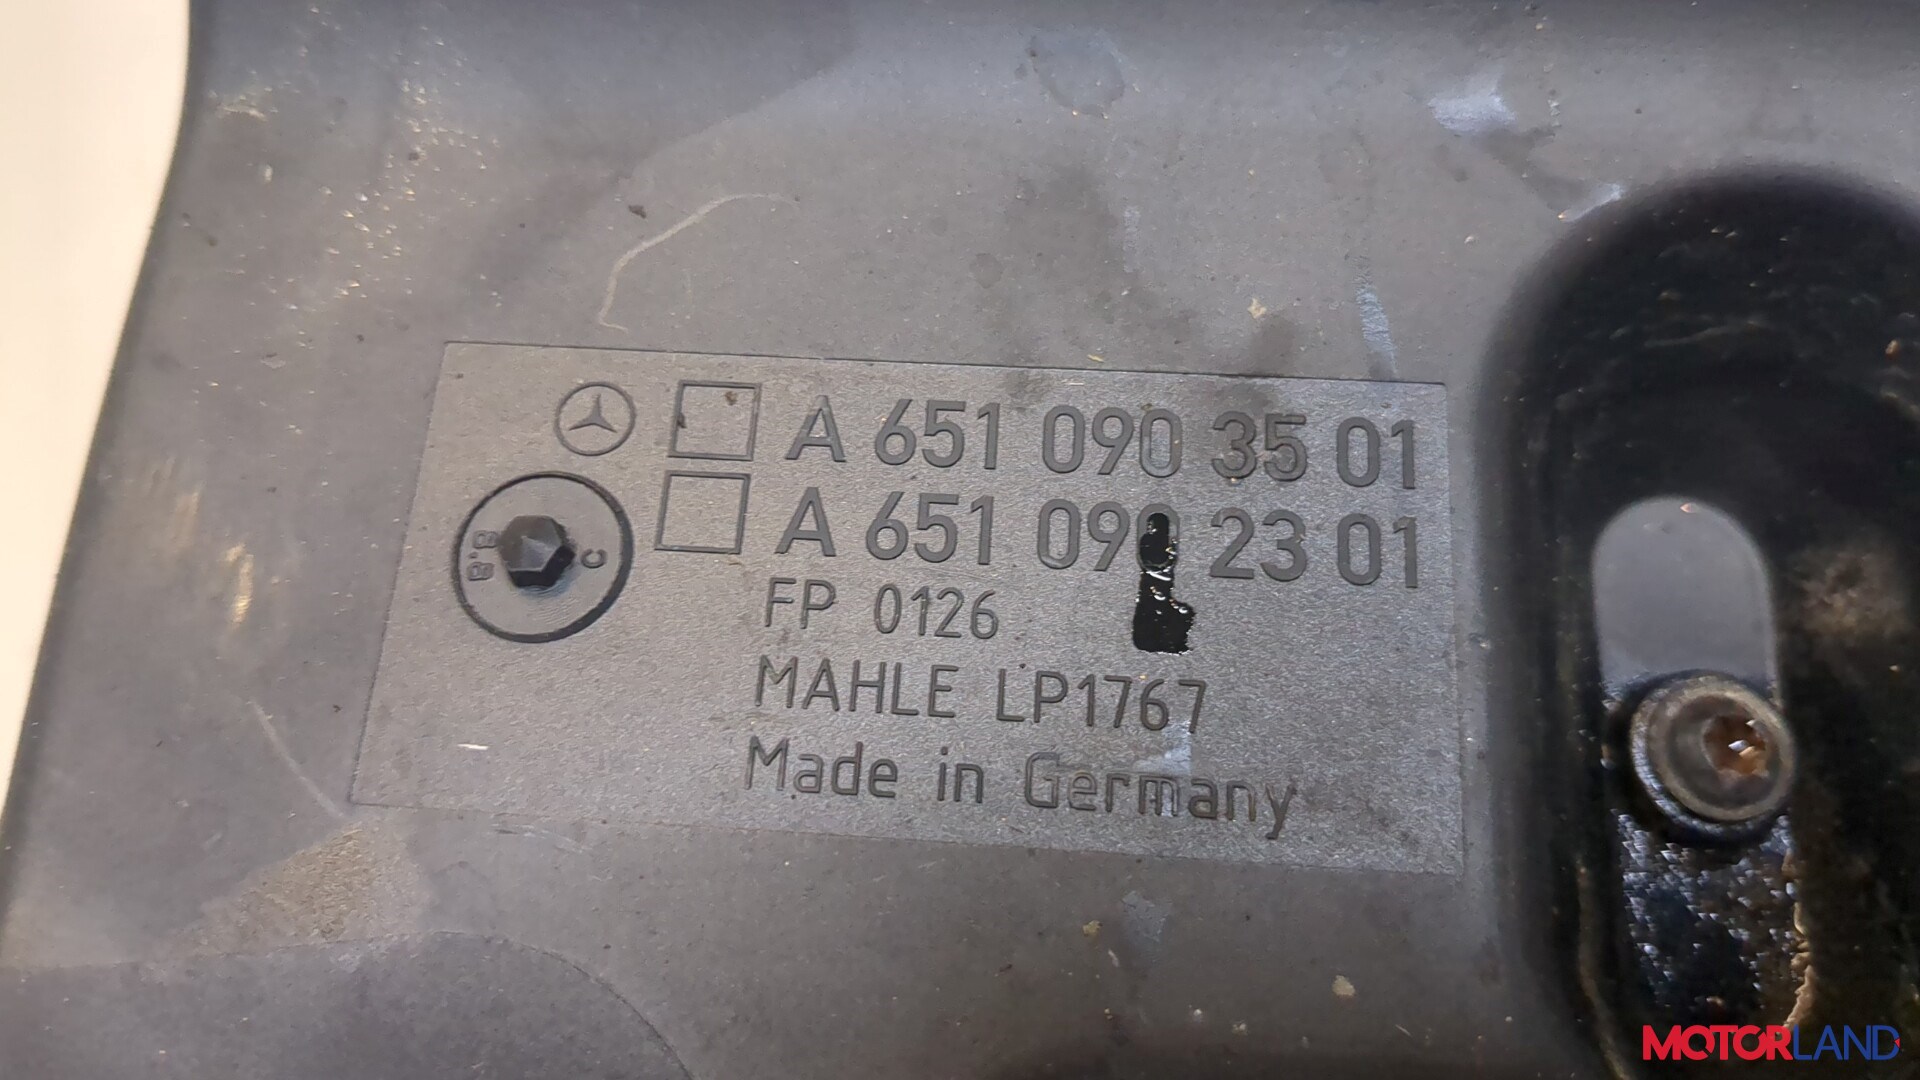 A 651 090 35 01
A 651 090 23 01
FP 0126
MAHLE LP1767
Made in Germany
MOTORLAND